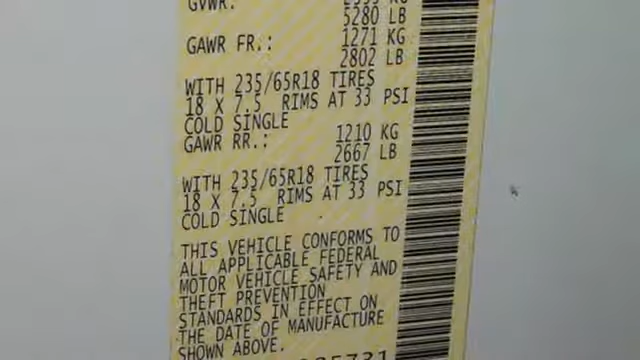 GVWR:
5280 LB
GAWR FR.: 1271 KG
2802 LB
WITH 235/65R18 TIRES
18 X 7.5 RIMS AT 33 PSI
COLD SINGLE
GAWR RR.: 1210 KG
2667 LB
WITH 235/65R18 TIRES
18 X 7.5 RIMS AT 33 PSI
COLD SINGLE
THIS VEHICLE CONFORMS TO
ALL APPLICABLE FEDERAL
MOTOR VEHICLE SAFETY AND
THEFT PREVENTION
STANDARDS IN EFFECT ON
THE DATE OF MANUFACTURE
SHOWN ABOVE.